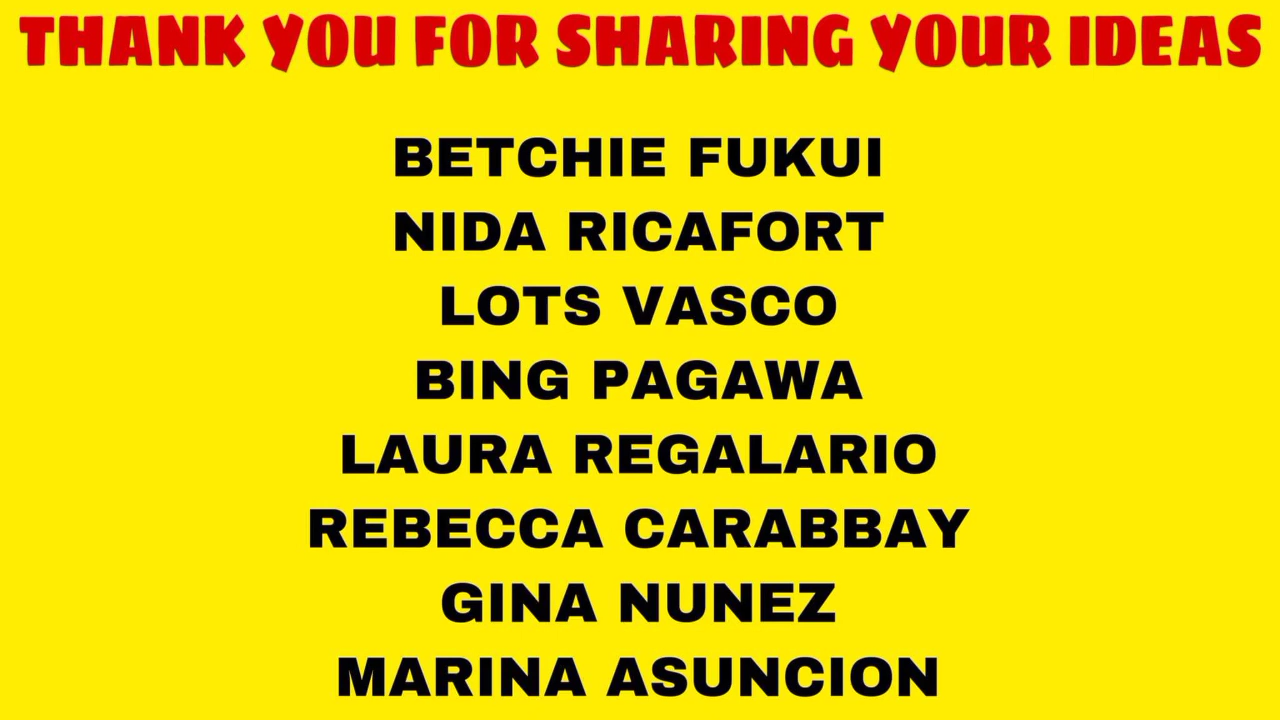 THANK YOU FOR SHARING YOUR IDEAS
BETCHIE FUKUI
NIDA RICAFORT
LOTS VASCO
BING PAGAWA
LAURA REGALARIO
REBECCA CARABBAY
GINA NUNEZ
MARINA ASUNCION